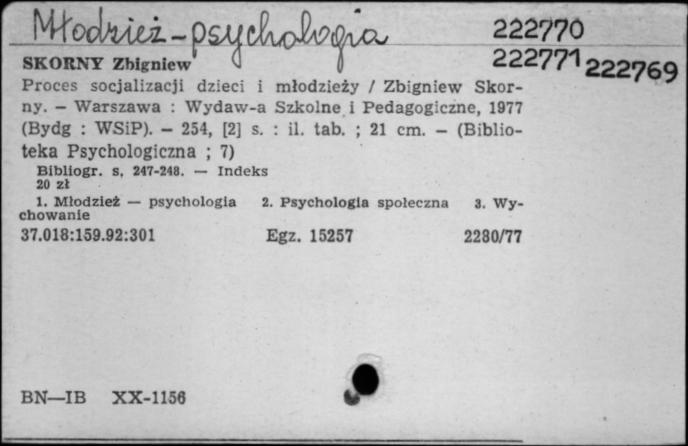 Młodzież - psychologia
222770
SKORNY Zbigniew
222771 222769
Proces socjalizacji dzieci i młodzieży / Zbigniew Skor-
ny. — Warszawa : Wydaw-a Szkolne i Pedagogiczne, 1977
(Bydg : WSiP). — 254, [2] s. : il. tab. ; 21 cm. — (Biblio-
teka Psychologiczna ; 7)
Bibliogr. s, 247-248. — Indeks
20 zł
1. Młodzież — psychologia 2. Psychologia społeczna 3. Wy-
chowanie
37.018:159.92:301 Egz. 15257 2280/77
BN—IB XX-1156